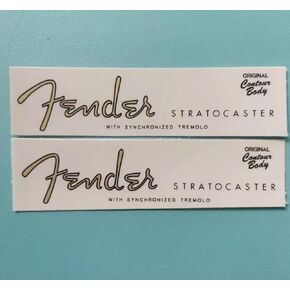 ORIGINAL
Contour
Body
Fender STRATOCASTER
WITH SYNCHRONIZED TREMOLO
ORIGINAL
Contour
Body
Fender STRATOCASTER
WITH SYNCHRONIZED TREMOLO